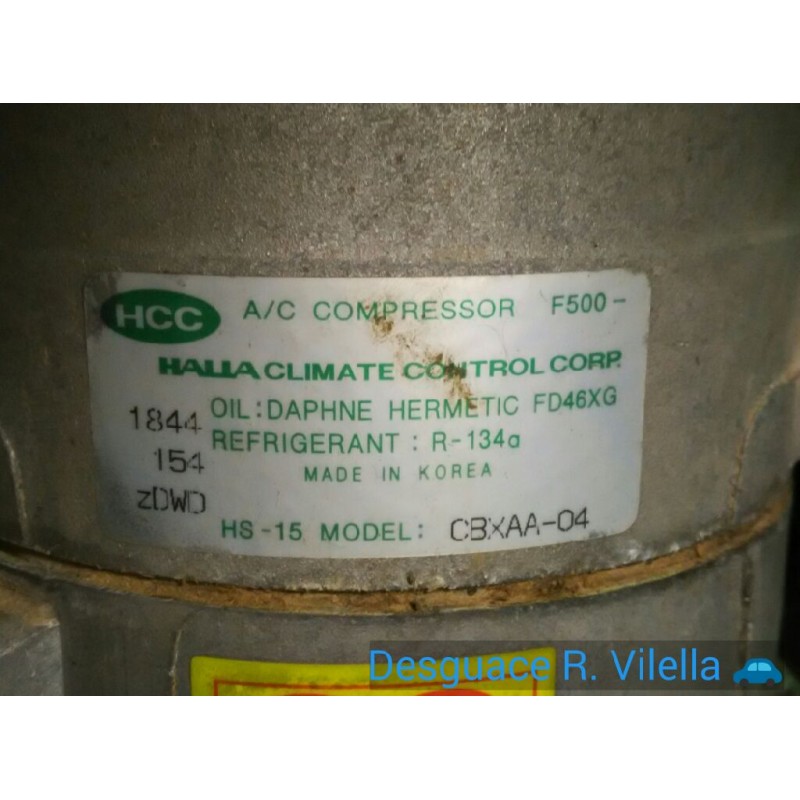 HCC A/C COMPRESSOR F500-
HALLA CLIMATE CONTROL CORP.
1844 OIL : DAPHNE HERMETIC FD46XG
REFRIGERANT : R-134a
154
MADE IN KOREA
zDWD
HS-15 MODEL: CBXAA-04
Desguace R. Vilella